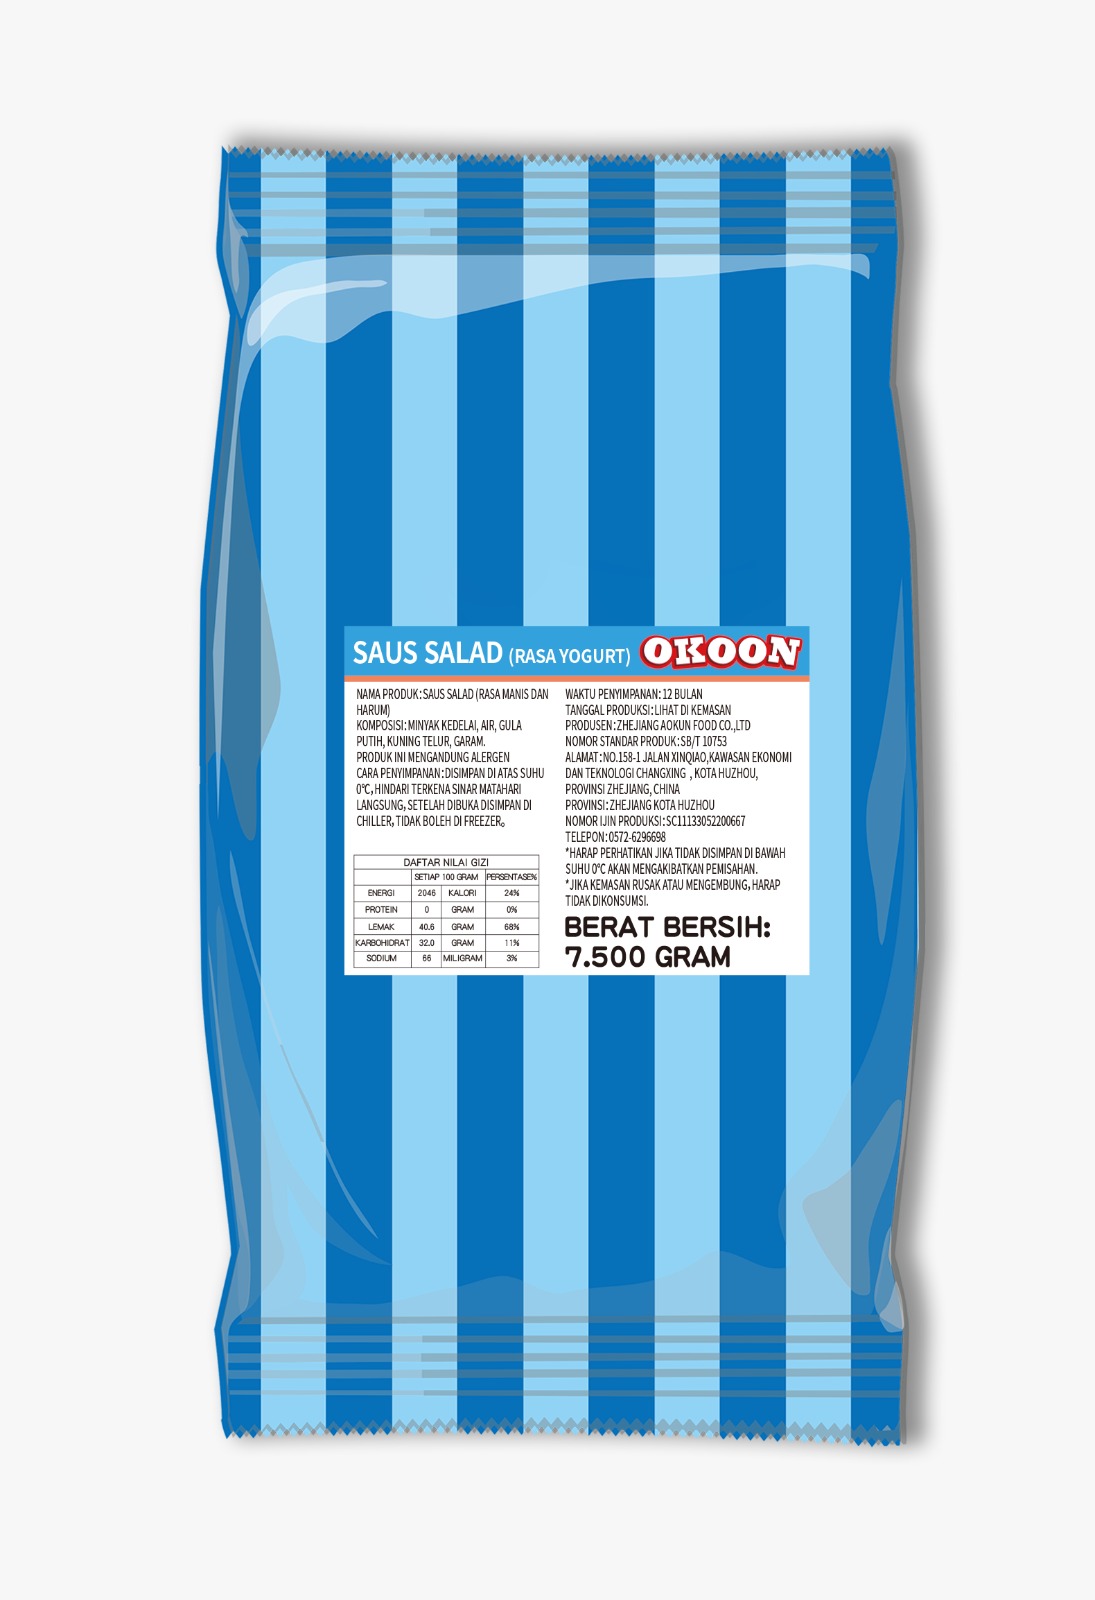 SAUS SALAD (RASA YOGURT) OKOON
NAMA PRODUK:SAUS SALAD (RASA MANIS DAN
HARUM)
KOMPOSISI:MINYAK KEDELAI, AIR, GULA
PUTIH, KUNING TELUR, GARAM.
PRODUK INI MENGANDUNG ALERGEN
CARA PENYIMPANAN:DISIMPAN DI ATAS SUHU
0℃,HINDARI TERKENA SINAR MATAHARI
LANGSUNG, SETELAH DIBUKA DISIMPAN DI
CHILLER, TIDAK BOLEH DI FREEZER。
DAFTAR NILAI GIZI
SETIAP 100 GRAM PERSENTASE%
ENERGI 2046 KALORI 24%
PROTEIN 0 GRAM 0%
LEMAK 40.6 GRAM 68%
KARBOHIDRAT 32.0 GRAM 11%
SODIUM 66 MILIGRAM 3%
WAKTU PENYIMPANAN:12 BULAN
TANGGAL PRODUKSI:LIHAT DI KEMASAN
PRODUSEN:ZHEJIANG AOKUN FOOD CO.,LTD
NOMOR STANDAR PRODUK:SB/T 10753
ALAMAT:NO.158-1 JALAN XINQIAO,KAWASAN EKONOMI
DAN TEKNOLOGI CHANGXING , KOTA HUZHOU,
PROVINSI ZHEJIANG, CHINA
PROVINSI:ZHEJIANG KOTA HUZHOU
NOMOR IJIN PRODUKSI:SC11133052200667
TELEPON:0572-6296698
*HARAP PERHATIKAN JIKA TIDAK DISIMPAN DI BAWAH
SUHU 0℃ AKAN MENGAKIBATKAN PEMISAHAN.
*JIKA KEMASAN RUSAK ATAU MENGEMBUNG, HARAP
TIDAK DIKONSUMSI.
BERAT BERSIH:
7.500 GRAM